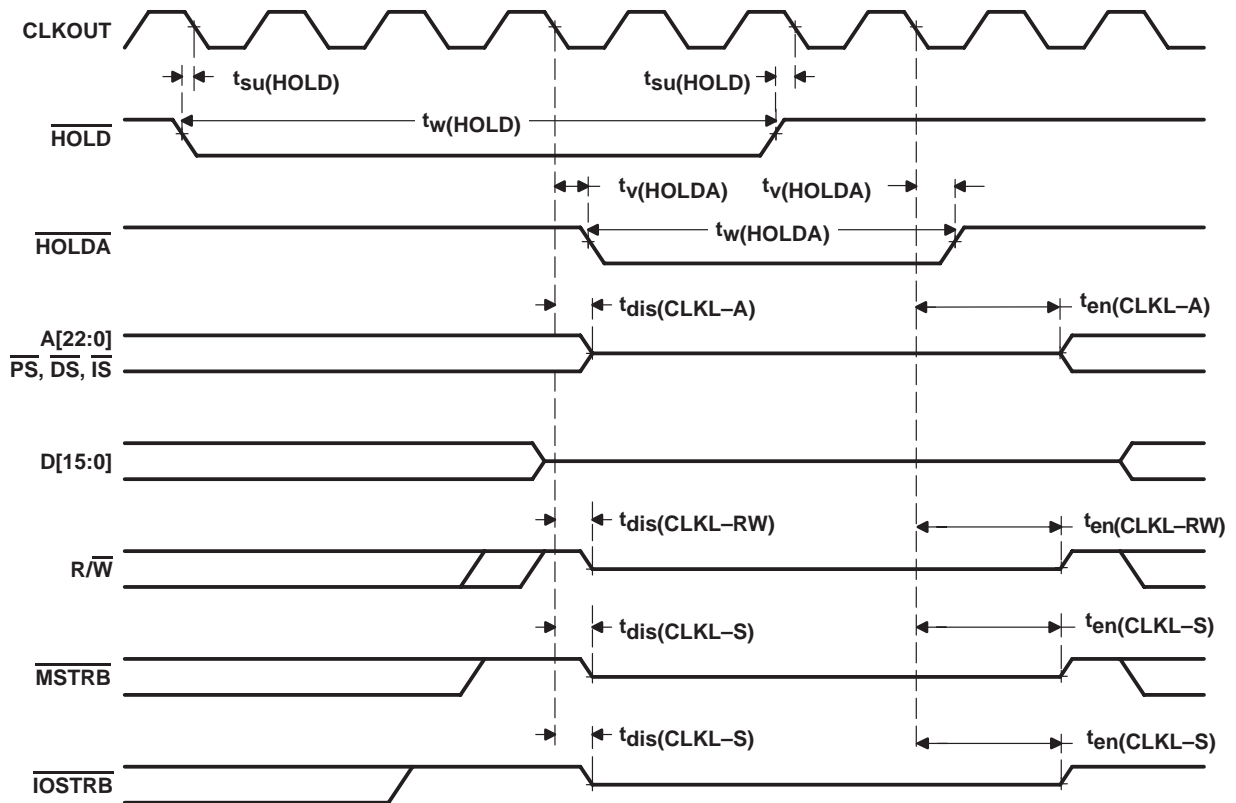 CLKOUT
tsu(HOLD) tsu(HOLD)
HOLD
tw(HOLD)
tv(HOLDA) tv(HOLDA)
HOLDA
tw(HOLDA)
tdis(CLKL–A) ten(CLKL–A)
A[22:0]
PS, DS, IS
D[15:0]
tdis(CLKL–RW) ten(CLKL–RW)
R/W
tdis(CLKL–S) ten(CLKL–S)
MSTRB
tdis(CLKL–S) ten(CLKL–S)
IOSTRB